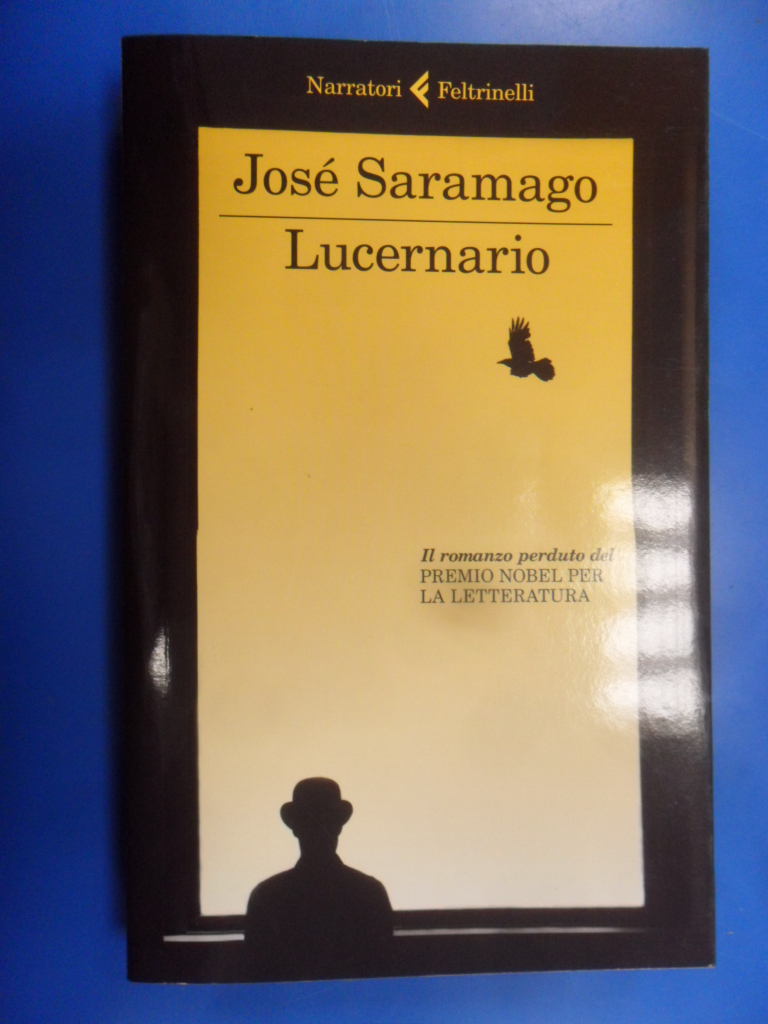 Narratori Feltrinelli
José Saramago
Lucernario
Il romanzo perduto del
PREMIO NOBEL PER
LA LETTERATURA